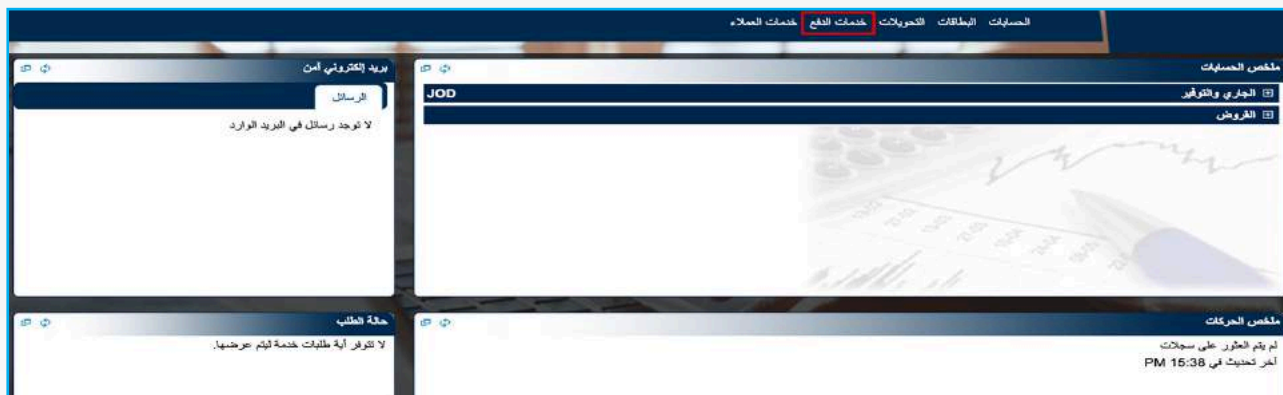 الحسابات البطاقات التحويلات خدمات الدفع خدمات العملاء
ملخص الحسابات
الجاري والتوفير JOD
القروض
بريد إلكتروني آمن
الرسائل
لا توجد رسائل في البريد الوارد
ملخص الحركات
لم يتم العثور على سجلات
آخر تحديث في 15:38 PM
حالة الطلب
لا تتوفر أية طلبات خدمة ليتم عرضها.